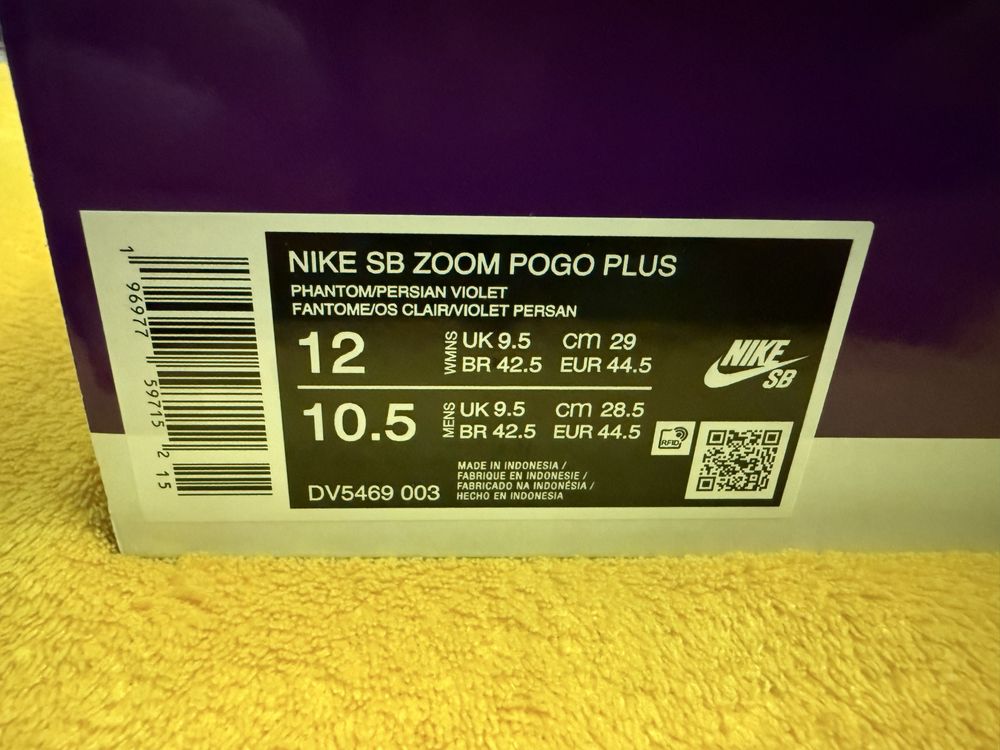 NIKE SB ZOOM POGO PLUS
PHANTOM/PERSIAN VIOLET
FANTOME/OS CLAIR/VIOLET PERSAN
12 WMNS UK 9.5 cm 29
BR 42.5 EUR 44.5
10.5 MENS UK 9.5 cm 28.5
BR 42.5 EUR 44.5
DV5469 003
MADE IN INDONESIA /
FABRIQUE EN INDONESIE /
FABRICADO NA INDONÉSIA /
HECHO EN INDONESIA
NIKE
SB
RFID
1 96977 59715 2 15